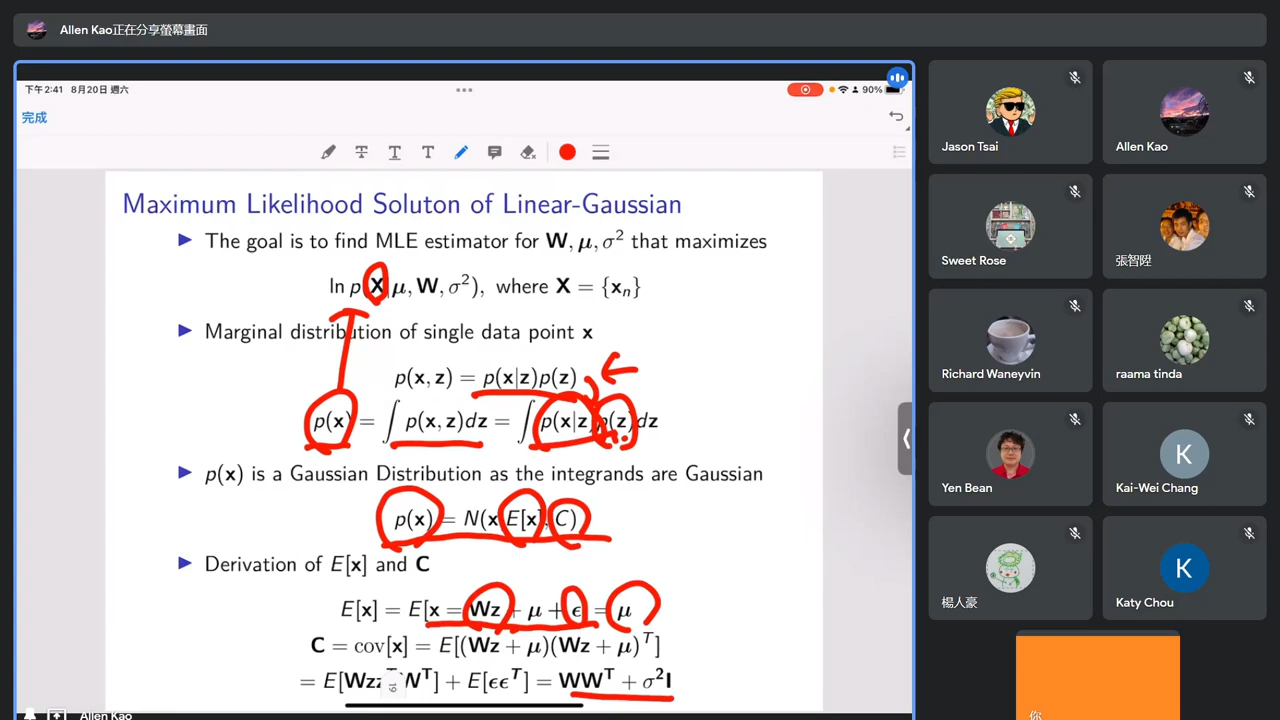 Allen Kao正在分享螢幕畫面
下午2:41 8月20日 週六
90%
完成
Maximum Likelihood Soluton of Linear-Gaussian
The goal is to find MLE estimator for W, μ, σ² that maximizes
ln p(X|μ, W, σ²), where X = {xₙ}
Marginal distribution of single data point x
p(x, z) = p(x|z)p(z)
p(x) = ∫ p(x, z)dz = ∫ p(x|z)p(z)dz
p(x) is a Gaussian Distribution as the integrands are Gaussian
p(x) = N(x E[x], C)
Derivation of E[x] and C
E[x] = E[x = Wz + μ + ϵ = μ
C = cov[x] = E[(Wz + μ)(Wz + μ)ᵀ]
= E[Wzzᵀ Wᵀ] + E[ϵϵᵀ] = WWᵀ + σ²I
19
Allen Kao
Jason Tsai
Allen Kao
Sweet Rose
張智陞
Richard Waneyvin
raama tinda
Yen Bean
K
Kai-Wei Chang
楊人豪
K
Katy Chou
你